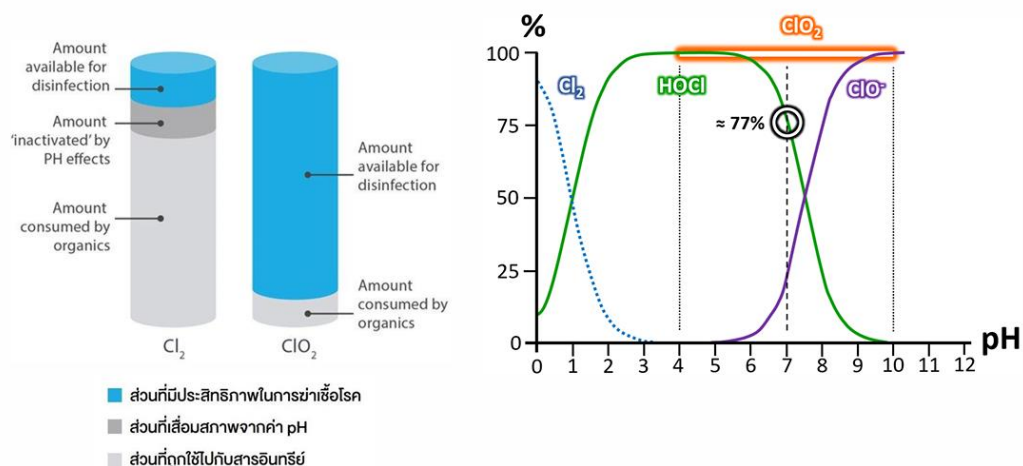 Amount
available for
disinfection
Amount
'inactivated' by
PH effects
Amount
consumed by
organics
Amount
available for
disinfection
Amount
consumed by
organics
Cl₂
ClO₂
ส่วนที่มีประสิทธิภาพในการฆ่าเชื้อโรค
ส่วนที่เสื่อมสภาพจากค่า pH
ส่วนที่ถูกใช้ไปกับสารอินทรีย์
%
ClO₂
100
Cl₂
HOCl
ClO⁻
75
≈ 77%
50
25
0
pH
0 1 2 3 4 5 6 7 8 9 10 11 12